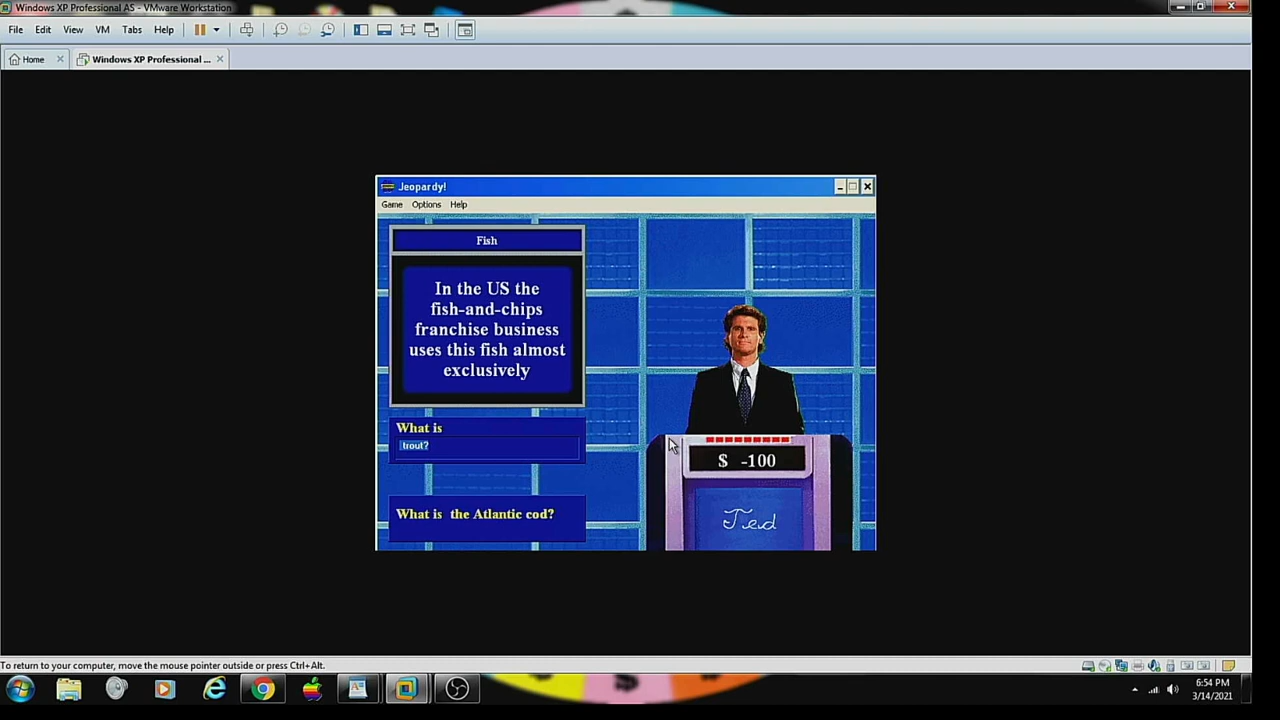 Windows XP Professional AS - VMware Workstation
File Edit View VM Tabs Help
Home
Windows XP Professional ...
Jeopardy!
Game Options Help
Fish
In the US the
fish-and-chips
franchise business
uses this fish almost
exclusively
What is
trout?
$ -100
What is the Atlantic cod?
Ted
To return to your computer, move the mouse pointer outside or press Ctrl+Alt.
6:54 PM
3/14/2021